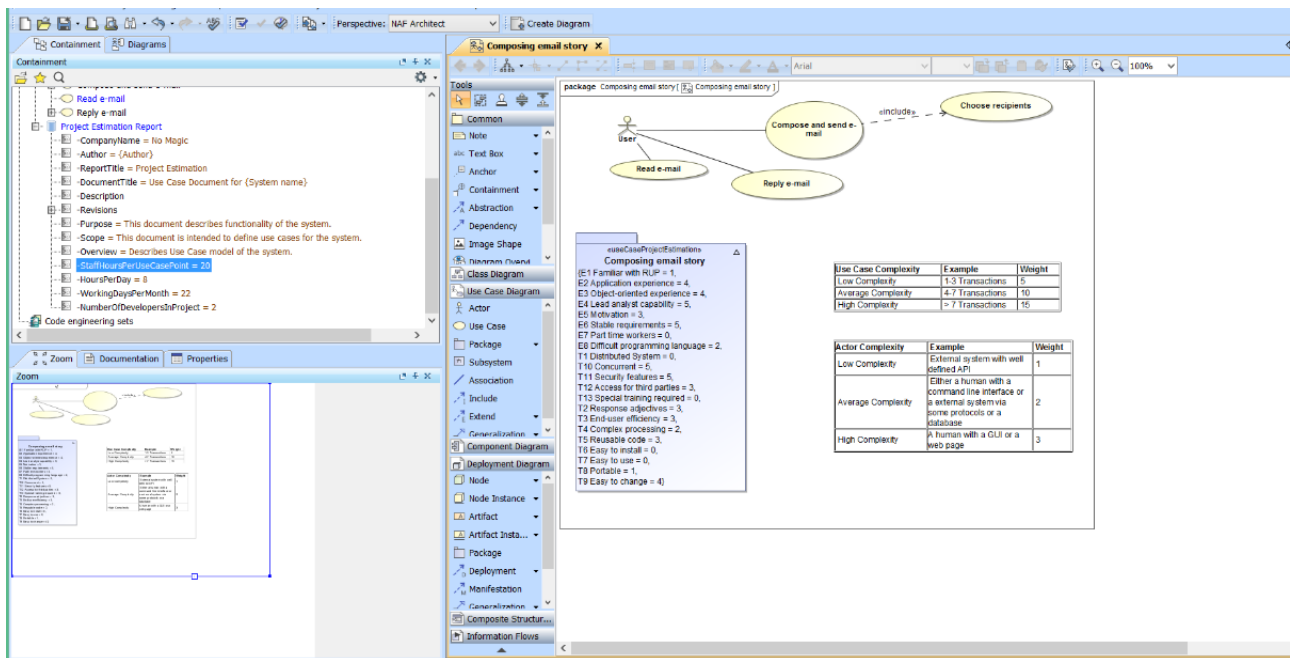 Perspective: NAF Architect
Create Diagram
Containment
Diagrams
Containment
Read e-mail
Reply e-mail
Project Estimation Report
-CompanyName = No Magic
-Author = {Author}
-ReportTitle = Project Estimation
-DocumentTitle = Use Case Document for {System name}
-Description
-Revisions
-Purpose = This document describes functionality of the system.
-Scope = This document is intended to define use cases for the system.
-Overview = Describes Use Case model of the system.
-StaffHoursPerUseCasePoint = 20
-HoursPerDay = 8
-WorkingDaysPerMonth = 22
-NumberOfDevelopersInProject = 2
Code engineering sets
Zoom
Documentation
Properties
Zoom
Composing email story X
Arial
100%
Tools
Common
Note
abc Text Box
Anchor
Containment
Abstraction
Dependency
Image Shape
Class Diagram
Use Case Diagram
Actor
Use Case
Package
Subsystem
Association
Include
Extend
Generalization
Component Diagram
Deployment Diagram
Node
Node Instance
Artifact
Artifact Insta...
Package
Deployment
Manifestation
Generalization
Composite Structur...
Information Flows
package Composing email story [ Composing email story ]
User
Compose and send e-
mail
«include»
Choose recipients
Read e-mail
Reply e-mail
«useCaseProjectEstimation»
Composing email story
{E1 Familiar with RUP = 1,
E2 Application experience = 4,
E3 Object-oriented experience = 4,
E4 Lead analyst capability = 5,
E5 Motivation = 3,
E6 Stable requirements = 5,
E7 Part time workers = 0,
E8 Difficult programming language = 2,
T1 Distributed System = 0,
T10 Concurrent = 5,
T11 Security features = 5,
T12 Access for third parties = 3,
T13 Special training required = 0,
T2 Response adjectives = 3,
T3 End-user efficiency = 3,
T4 Complex processing = 2,
T5 Reusable code = 3,
T6 Easy to install = 0,
T7 Easy to use = 0,
T8 Portable = 1,
T9 Easy to change = 4}
Use Case Complexity Example Weight
Low Complexity 1-3 Transactions 5
Average Complexity 4-7 Transactions 10
High Complexity > 7 Transactions 15
Actor Complexity Example Weight
Low Complexity External system with well
defined API 1
Average Complexity Either a human with a
command line interface or
a external system via
some protocols or a
database 2
High Complexity A human with a GUI or a
web page 3